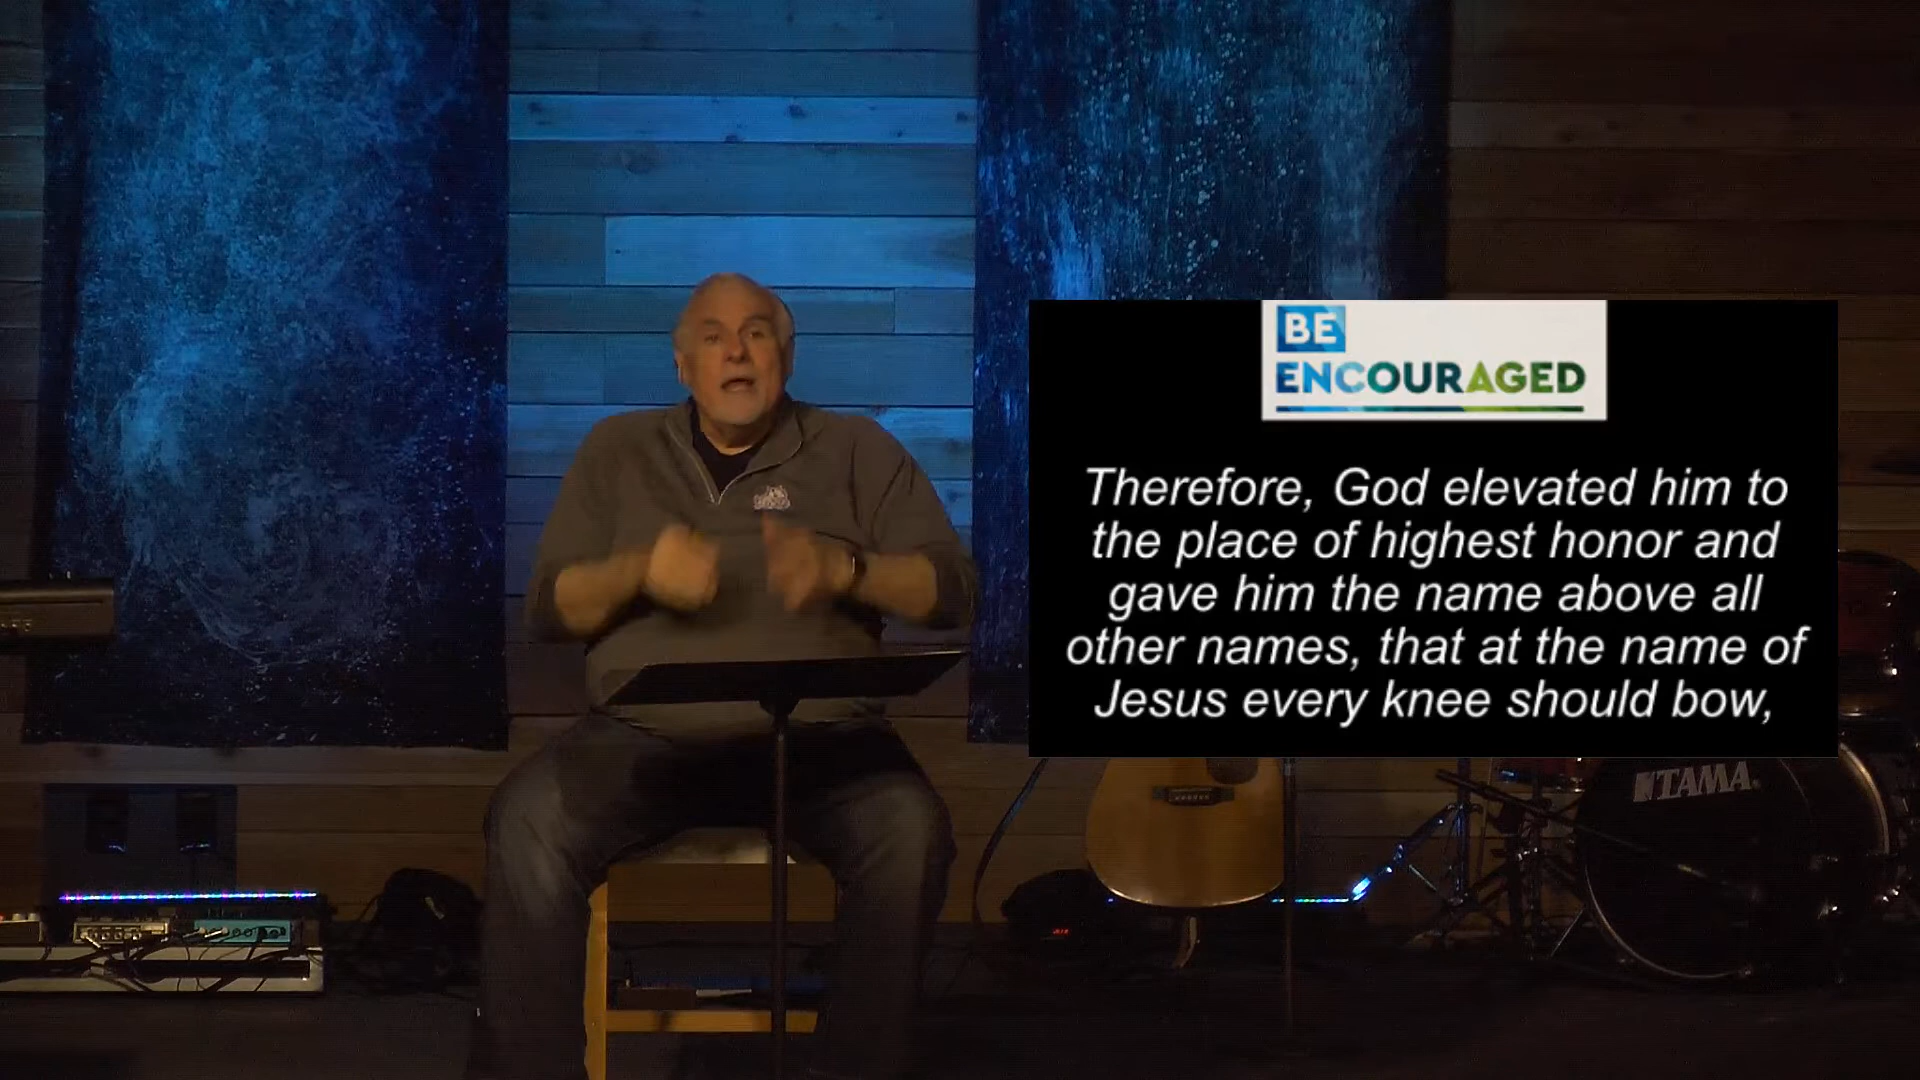 BE
ENCOURAGED
Therefore, God elevated him to
the place of highest honor and
gave him the name above all
other names, that at the name of
Jesus every knee should bow,
TAMA